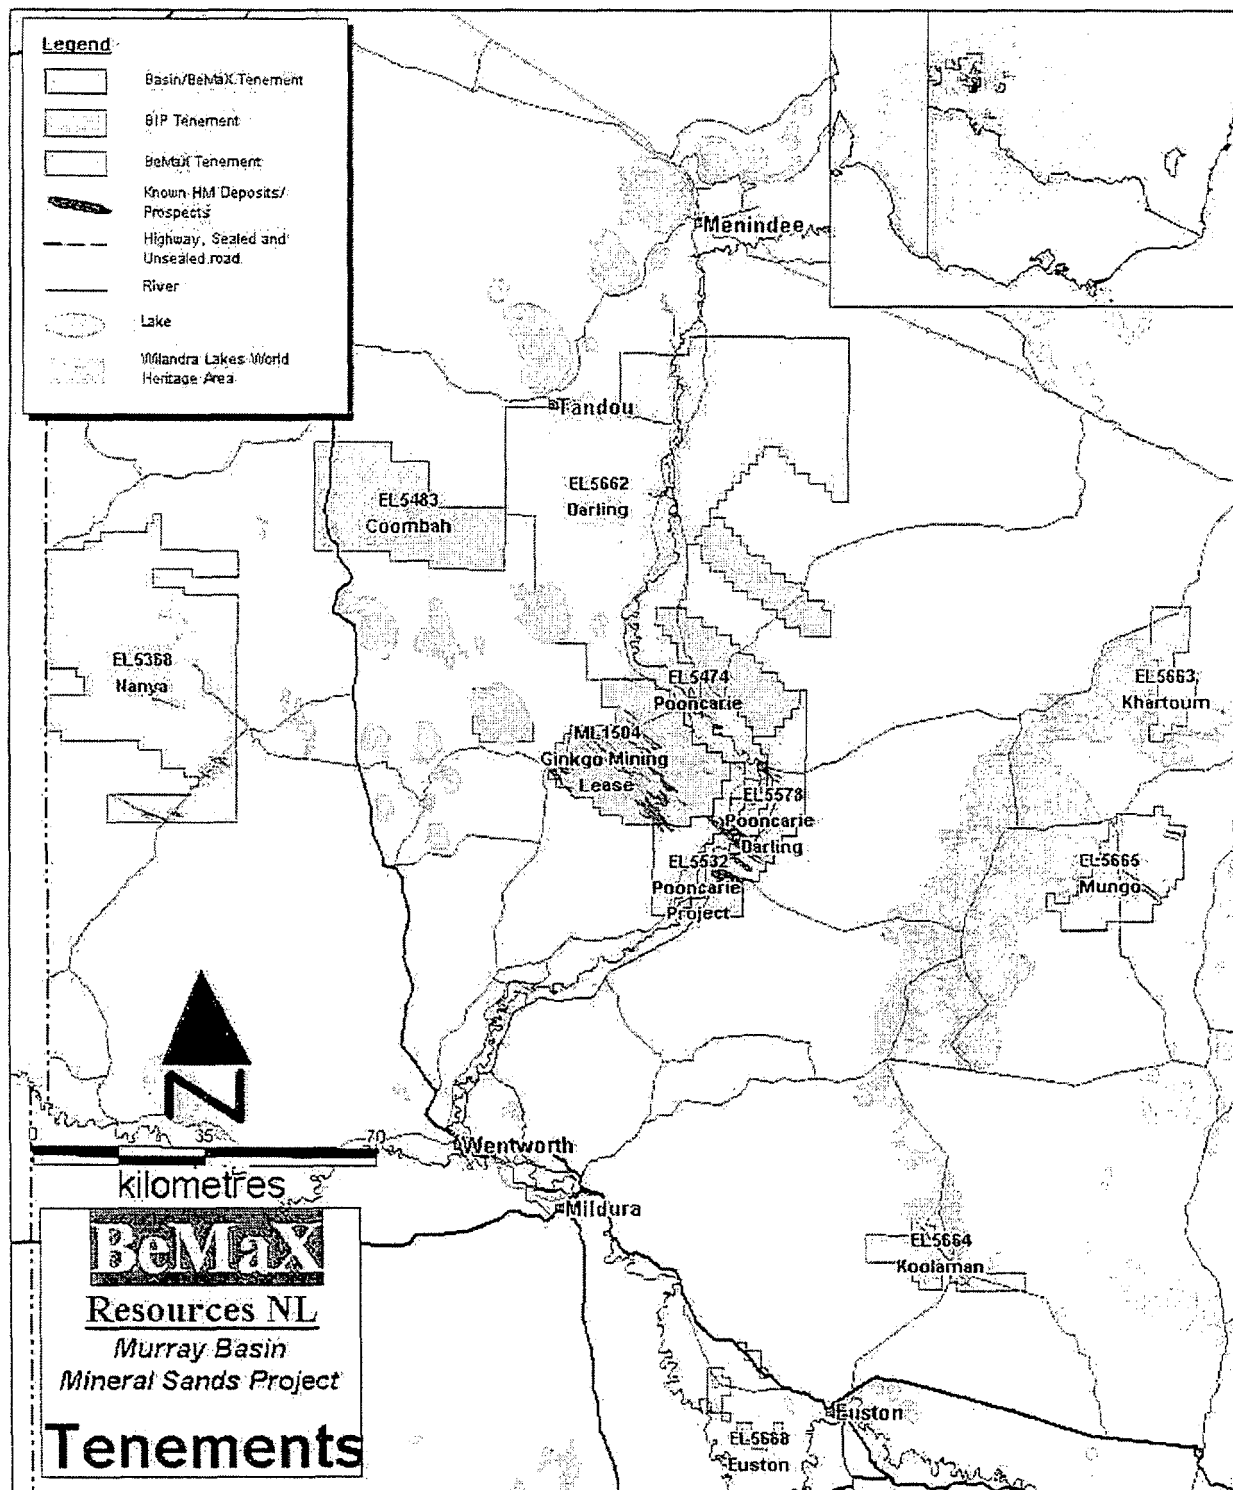 Legend
Basin/BeMaX Tenement
BIP Tenement
BeMaX Tenement
Known HM Deposits/
Prospects
Highway, Sealed and
Unsealed road
River
Lake
Wilandra Lakes World
Heritage Area
Menindee
Tandou
EL5483
Coombah
EL5662
Darling
EL5368
Nanya
EL5474
Pooncarie
EL5663
Khartoum
ML1504
Ginkgo Mining
Lease
EL5578
Pooncarie
Darling
EL5532
Pooncarie
Project
EL5665
Mungo
N
0 35 70
kilometres
Wentworth
Mildura
EL5664
Koolaman
BeMaX
Resources NL
Murray Basin
Mineral Sands Project
Tenements
Euston
EL5668
Euston